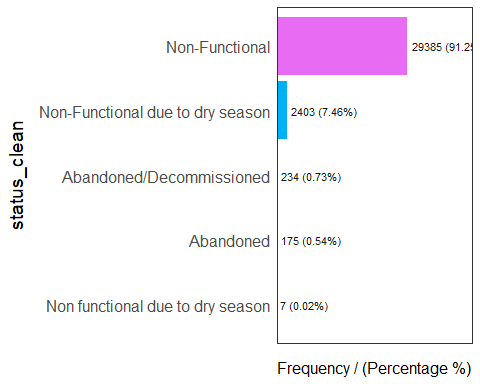 status_clean
Non-Functional
29385 (91.25
Non-Functional due to dry season
2403 (7.46%)
Abandoned/Decommissioned
234 (0.73%)
Abandoned
175 (0.54%)
Non functional due to dry season
7 (0.02%)
Frequency / (Percentage %)